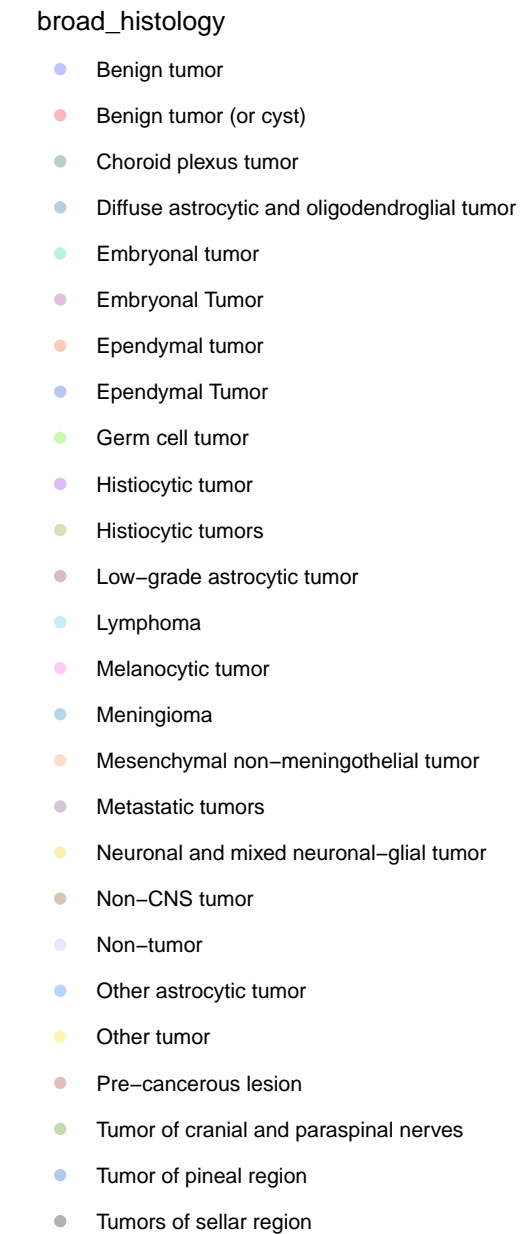 broad_histology
Benign tumor
Benign tumor (or cyst)
Choroid plexus tumor
Diffuse astrocytic and oligodendroglial tumor
Embryonal tumor
Embryonal Tumor
Ependymal tumor
Ependymal Tumor
Germ cell tumor
Histiocytic tumor
Histiocytic tumors
Low−grade astrocytic tumor
Lymphoma
Melanocytic tumor
Meningioma
Mesenchymal non−meningothelial tumor
Metastatic tumors
Neuronal and mixed neuronal−glial tumor
Non−CNS tumor
Non−tumor
Other astrocytic tumor
Other tumor
Pre−cancerous lesion
Tumor of cranial and paraspinal nerves
Tumor of pineal region
Tumors of sellar region